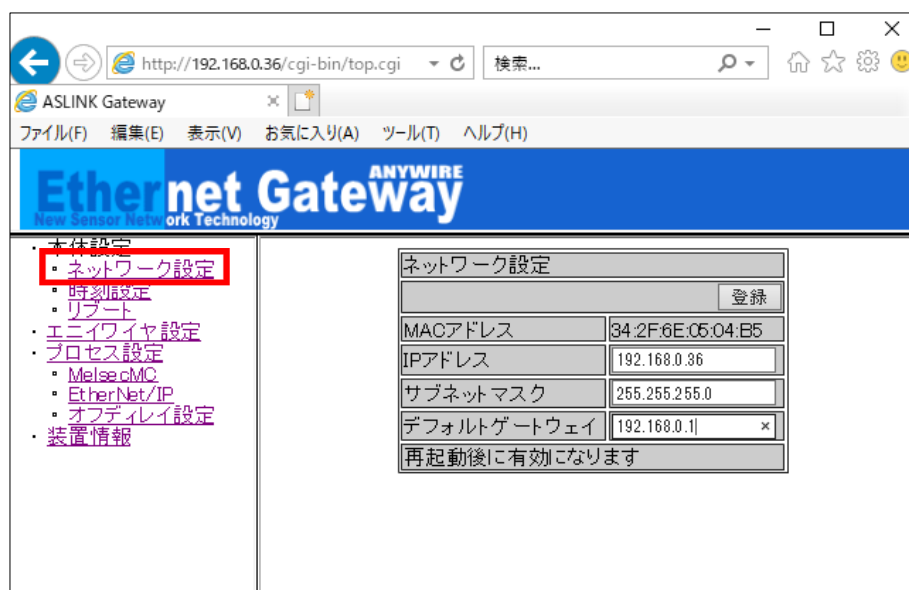 http://192.168.0.36/cgi-bin/top.cgi
検索...
ASLINK Gateway
ファイル(F) 編集(E) 表示(V) お気に入り(A) ツール(T) ヘルプ(H)
Ethernet Gateway
ANYWIRE
New Sensor Network Technology
・本体設定
ネットワーク設定
時刻設定
リブート
・エニイワイヤ設定
・プロセス設定
MelsecMC
EtherNet/IP
オフディレイ設定
・装置情報
ネットワーク設定
登録
MACアドレス 34:2F:6E:05:04:B5
IPアドレス 192.168.0.36
サブネットマスク 255.255.255.0
デフォルトゲートウェイ 192.168.0.1
再起動後に有効になります